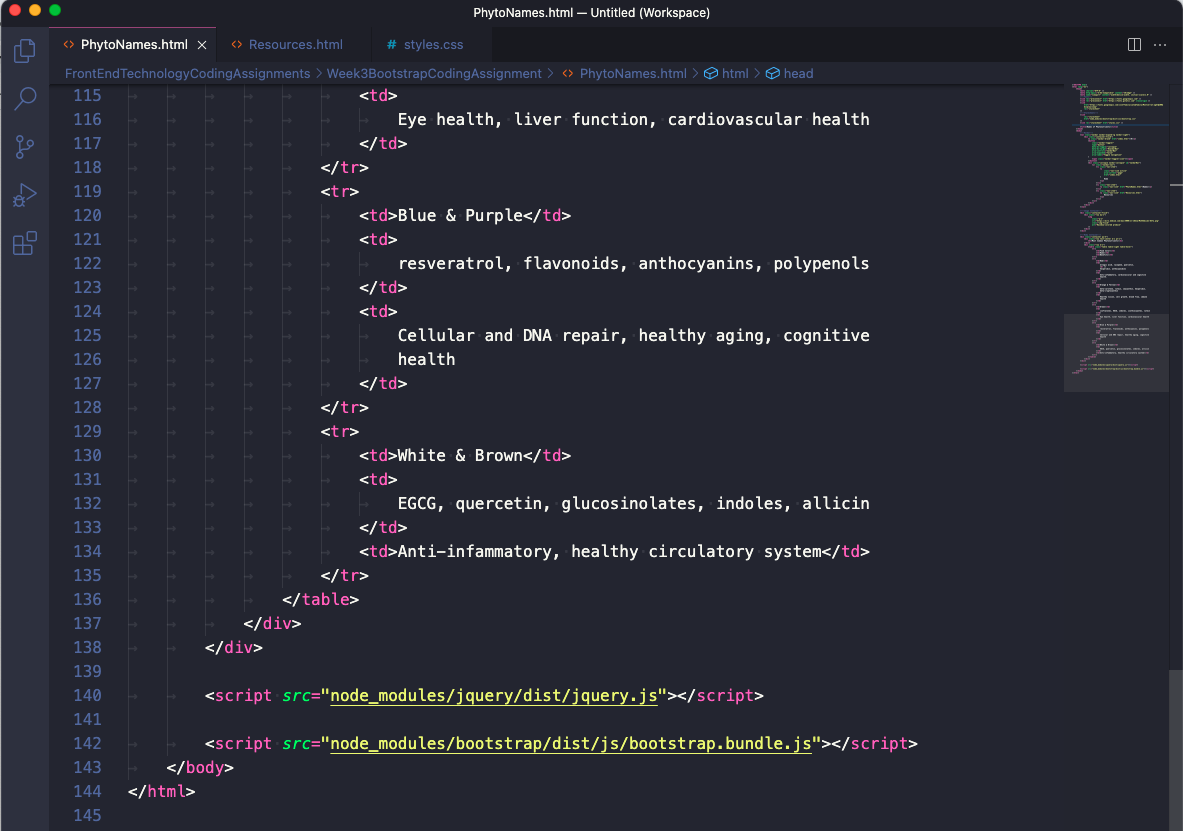 PhytoNames.html — Untitled (Workspace)
PhytoNames.html Resources.html # styles.css
FrontEndTechnologyCodingAssignments > Week3BootstrapCodingAssignment > PhytoNames.html > html > head
115 <td>
116 Eye health, liver function, cardiovascular health
117 </td>
118 </tr>
119 <tr>
120 <td>Blue & Purple</td>
121 <td>
122 resveratrol, flavonoids, anthocyanins, polypenols
123 </td>
124 <td>
125 Cellular and DNA repair, healthy aging, cognitive
126 health
127 </td>
128 </tr>
129 <tr>
130 <td>White & Brown</td>
131 <td>
132 EGCG, quercetin, glucosinolates, indoles, allicin
133 </td>
134 <td>Anti-infammatory, healthy circulatory system</td>
135 </tr>
136 </table>
137 </div>
138 </div>
139
140 <script src="node_modules/jquery/dist/jquery.js"></script>
141
142 <script src="node_modules/bootstrap/dist/js/bootstrap.bundle.js"></script>
143 </body>
144 </html>
145